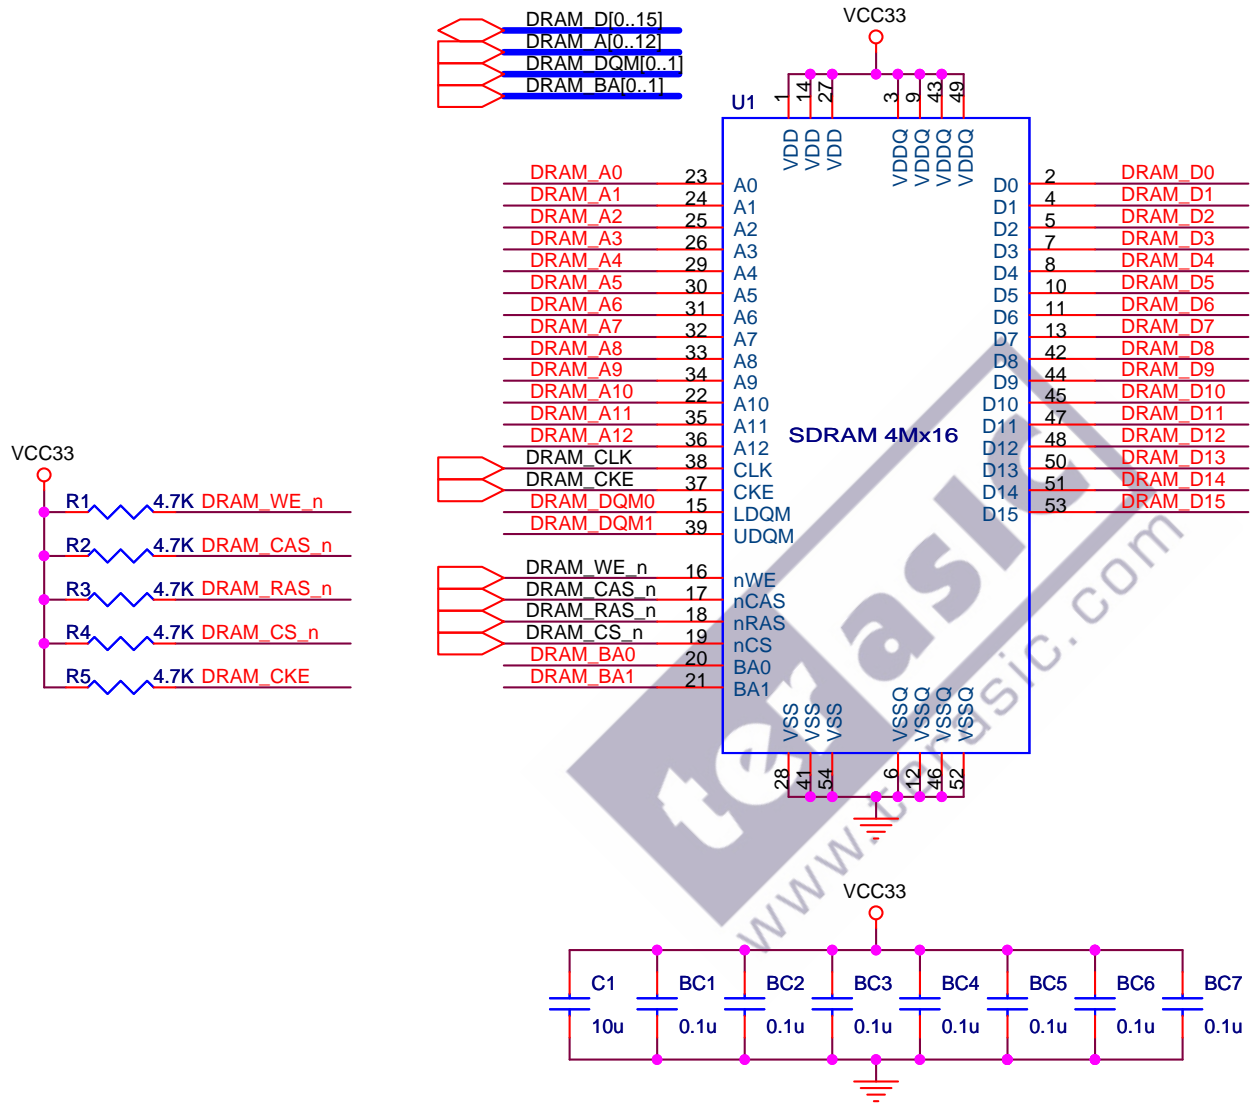 DRAM_D[0..15]
DRAM_A[0..12]
DRAM_DQM[0..1]
DRAM_BA[0..1]
VCC33
U1
1 14 27 3 9 43 49
VDD VDD VDD VDDQ VDDQ VDDQ VDDQ
DRAM_A0 23 A0 D0 2 DRAM_D0
DRAM_A1 24 A1 D1 4 DRAM_D1
DRAM_A2 25 A2 D2 5 DRAM_D2
DRAM_A3 26 A3 D3 7 DRAM_D3
DRAM_A4 29 A4 D4 8 DRAM_D4
DRAM_A5 30 A5 D5 10 DRAM_D5
DRAM_A6 31 A6 D6 11 DRAM_D6
DRAM_A7 32 A7 D7 13 DRAM_D7
DRAM_A8 33 A8 D8 42 DRAM_D8
DRAM_A9 34 A9 D9 44 DRAM_D9
DRAM_A10 22 A10 D10 45 DRAM_D10
DRAM_A11 35 A11 D11 47 DRAM_D11
DRAM_A12 36 A12 D12 48 DRAM_D12
SDRAM 4Mx16
DRAM_CLK 38 CLK D13 50 DRAM_D13
DRAM_CKE 37 CKE D14 51 DRAM_D14
DRAM_DQM0 15 LDQM D15 53 DRAM_D15
DRAM_DQM1 39 UDQM
DRAM_WE_n 16 nWE
DRAM_CAS_n 17 nCAS
DRAM_RAS_n 18 nRAS
DRAM_CS_n 19 nCS
DRAM_BA0 20 BA0
DRAM_BA1 21 BA1
VSS VSS VSS VSSQ VSSQ VSSQ VSSQ
28 41 54 6 12 46 52
VCC33
R1 4.7K DRAM_WE_n
R2 4.7K DRAM_CAS_n
R3 4.7K DRAM_RAS_n
R4 4.7K DRAM_CS_n
R5 4.7K DRAM_CKE
terasic
www.terasic.com
VCC33
C1 BC1 BC2 BC3 BC4 BC5 BC6 BC7
10u 0.1u 0.1u 0.1u 0.1u 0.1u 0.1u 0.1u